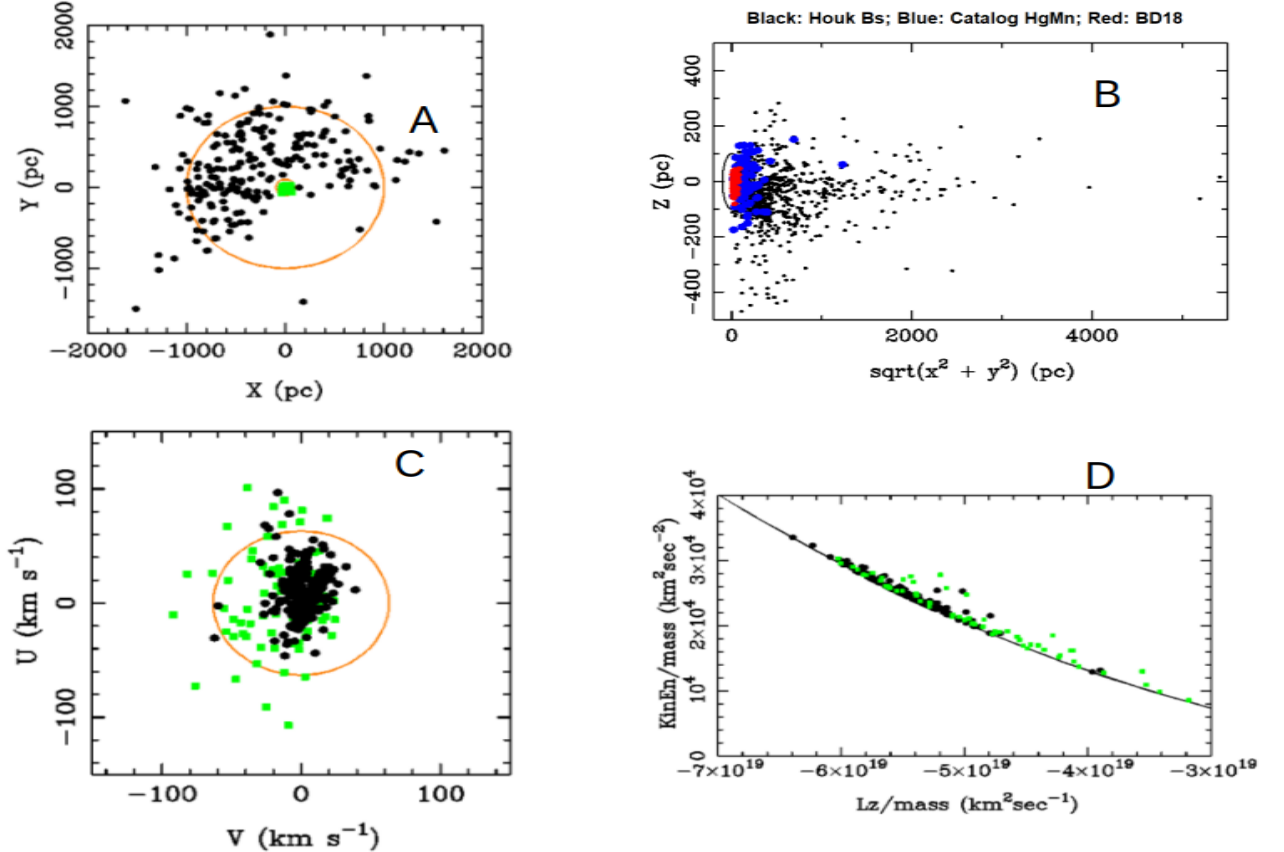 Black: Houk Bs; Blue: Catalog HgMn; Red: BD18
A
Y (pc)
2000
1000
0
−1000
−2000 −1000 0 1000 2000
X (pc)
B
Z (pc)
400
200
0
−200
−400
0 2000 4000
sqrt(x² + y²) (pc)
C
U (km s⁻¹)
100
0
−100
−100 0 100
V (km s⁻¹)
D
KinEn/mass (km²sec⁻²)
4×10⁴
3×10⁴
2×10⁴
10⁴
0
−7×10¹⁹ −6×10¹⁹ −5×10¹⁹ −4×10¹⁹ −3×10¹⁹
Lz/mass (km²sec⁻¹)